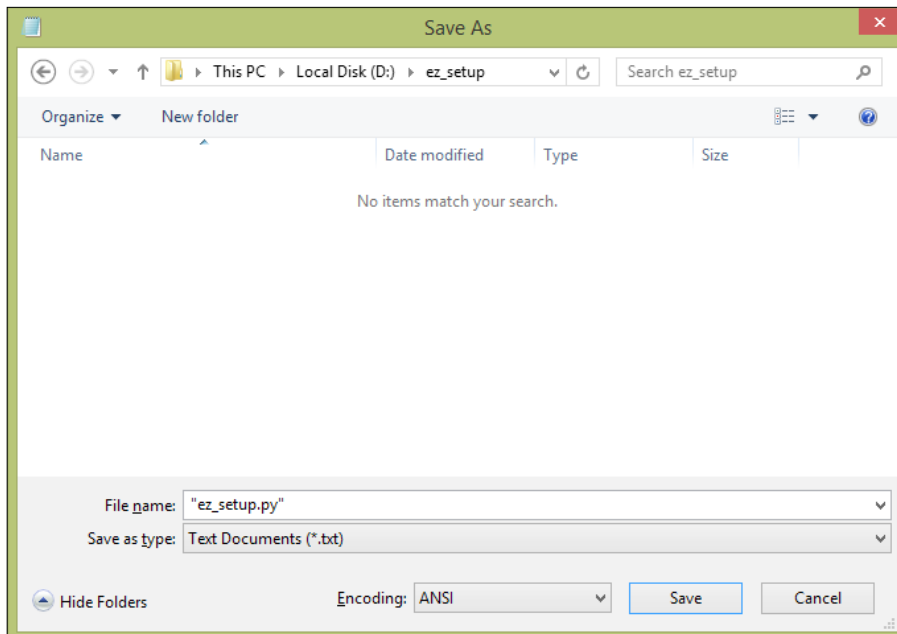 Save As
This PC Local Disk (D:) ez_setup Search ez_setup
Organize New folder
Name Date modified Type Size
No items match your search.
File name: "ez_setup.py"
Save as type: Text Documents (*.txt)
Hide Folders Encoding: ANSI Save Cancel